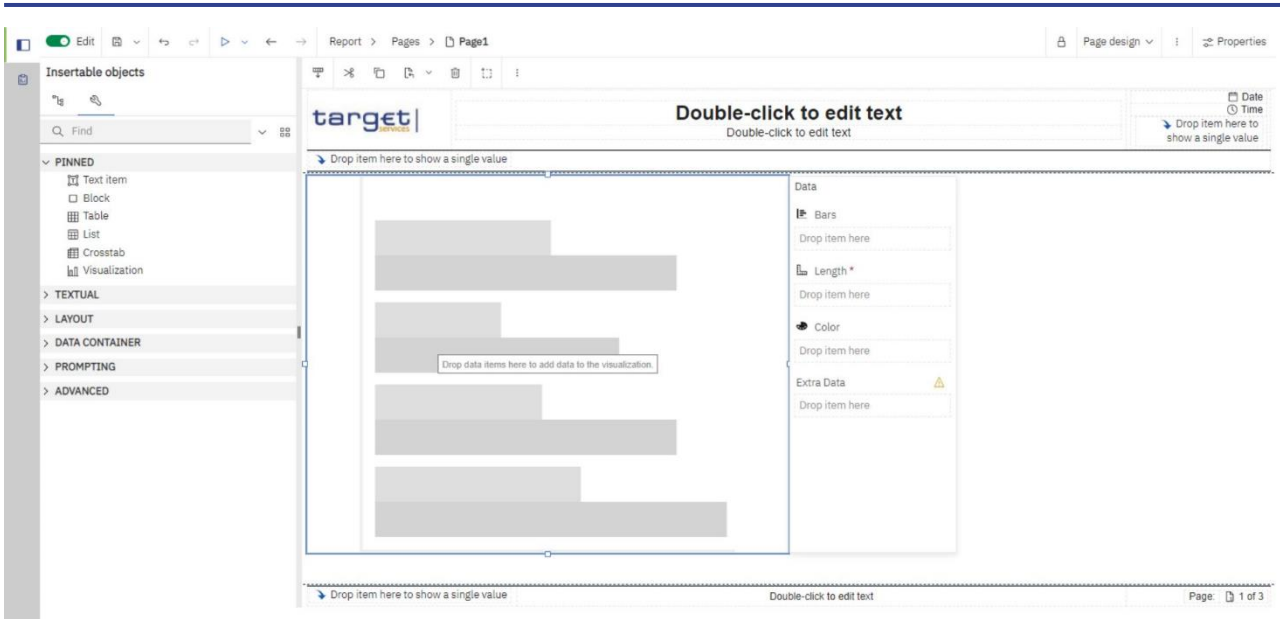 Edit
Report > Pages > Page1
Page design
Properties
Insertable objects
Find
PINNED
Text item
Block
Table
List
Crosstab
Visualization
TEXTUAL
LAYOUT
DATA CONTAINER
PROMPTING
ADVANCED
target
services
Double-click to edit text
Double-click to edit text
Date
Time
Drop item here to
show a single value
Drop item here to show a single value
Drop data items here to add data to the visualization.
Data
Bars
Drop item here
Length *
Drop item here
Color
Drop item here
Extra Data
Drop item here
Drop item here to show a single value
Double-click to edit text
Page: 1 of 3